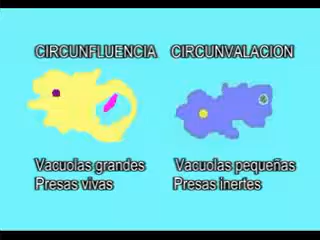 CIRCUNFLUENCIA CIRCUNVALACION
Vacuolas grandes
Presas vivas
Vacuolas pequeñas
Presas inertes